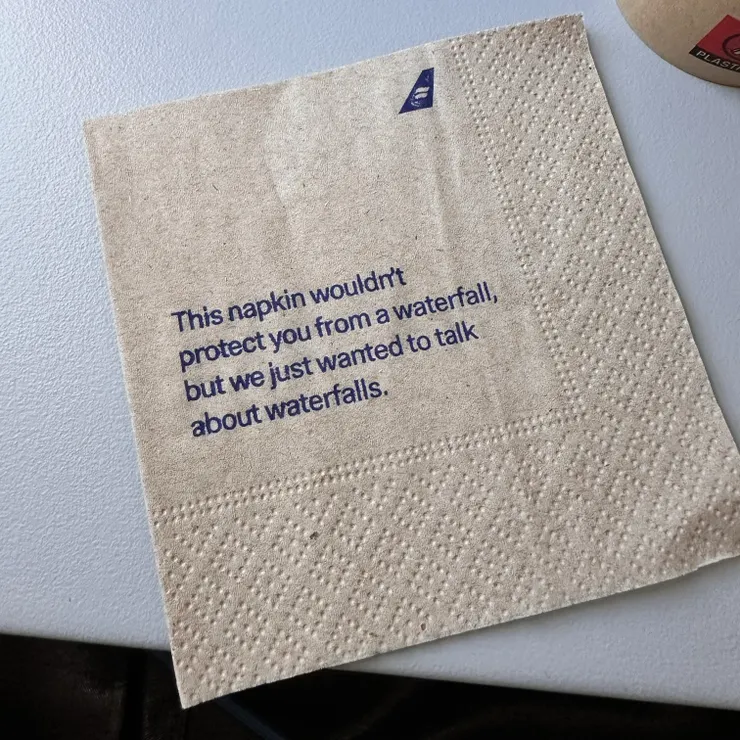 This napkin wouldn't
protect you from a waterfall,
but we just wanted to talk
about waterfalls.